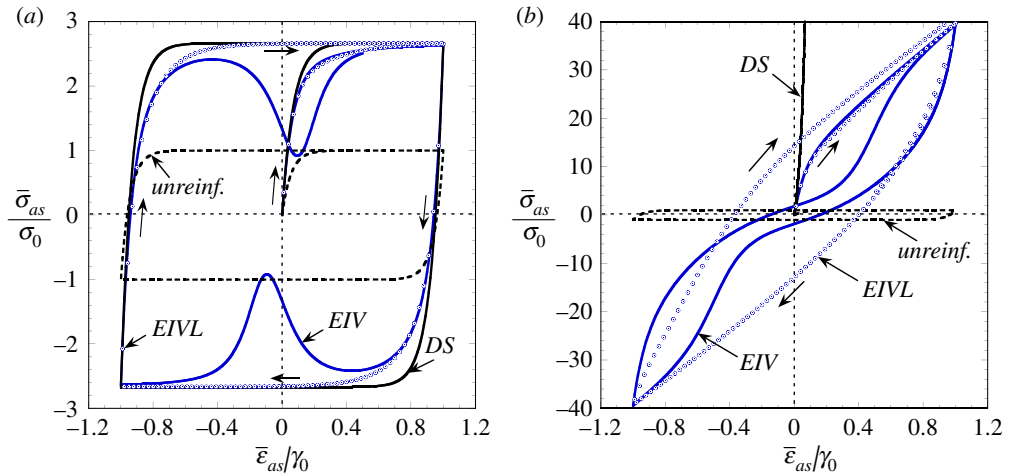 (a)
3
2
1
0
−1
−2
−3
σ̅as
σ0
unreinf.
EIVL
EIV
DS
−1.2 −0.8 −0.4 0 0.4 0.8 1.2
ε̅as/γ0
(b)
40
30
20
10
0
−10
−20
−30
−40
σ̅as
σ0
DS
unreinf.
EIVL
EIV
−1.2 −0.8 −0.4 0 0.4 0.8 1.2
ε̅as/γ0